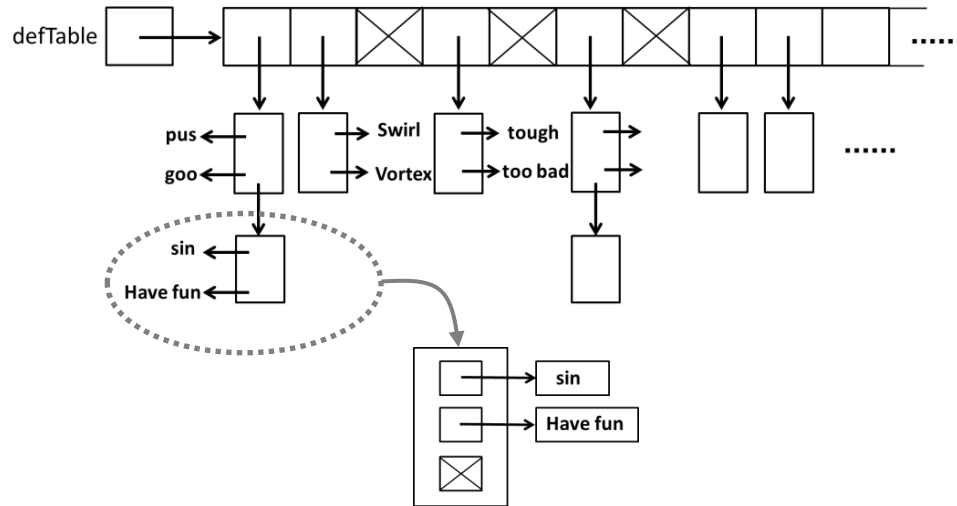 defTable
......
pus
Swirl
tough
goo
Vortex
too bad
......
sin
Have fun
sin
Have fun